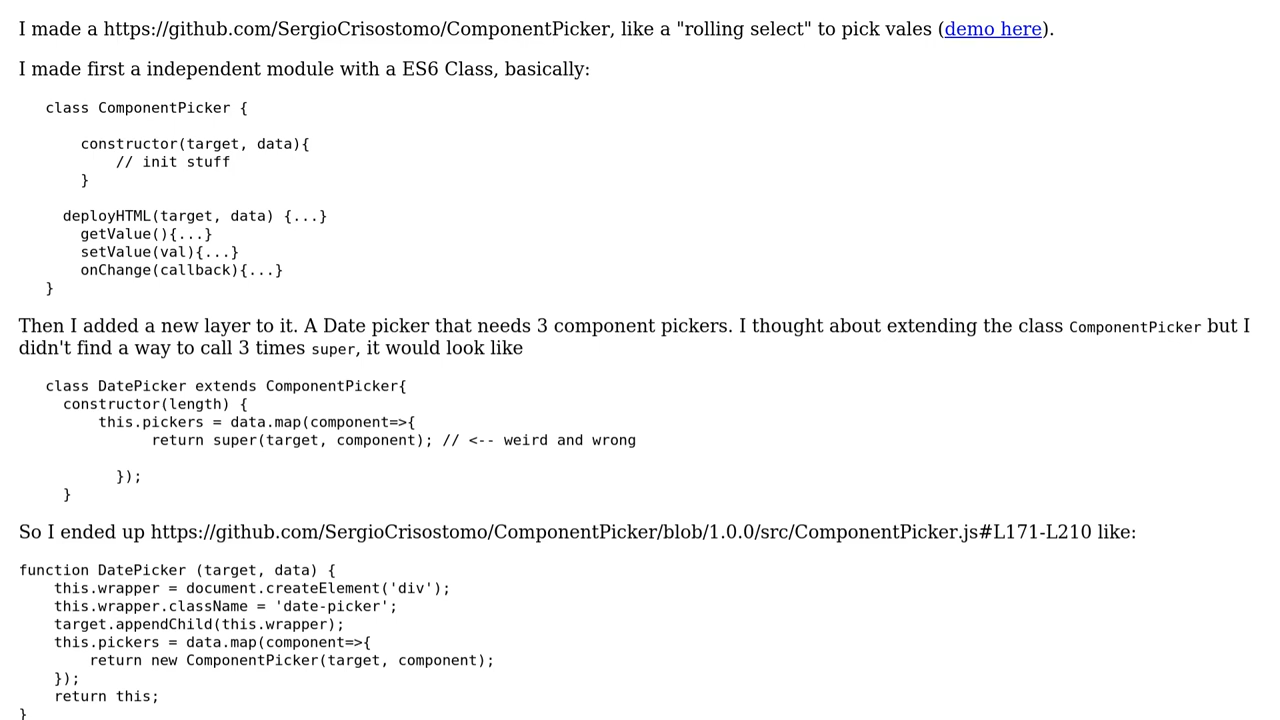 I made a https://github.com/SergioCrisostomo/ComponentPicker, like a "rolling select" to pick vales (demo here).
I made first a independent module with a ES6 Class, basically:
class ComponentPicker {
constructor(target, data){
// init stuff
}
deployHTML(target, data) {...}
getValue(){...}
setValue(val){...}
onChange(callback){...}
}
Then I added a new layer to it. A Date picker that needs 3 component pickers. I thought about extending the class ComponentPicker but I
didn't find a way to call 3 times super, it would look like
class DatePicker extends ComponentPicker{
constructor(length) {
this.pickers = data.map(component=>{
return super(target, component); // <-- weird and wrong
});
}
So I ended up https://github.com/SergioCrisostomo/ComponentPicker/blob/1.0.0/src/ComponentPicker.js#L171-L210 like:
function DatePicker (target, data) {
this.wrapper = document.createElement('div');
this.wrapper.className = 'date-picker';
target.appendChild(this.wrapper);
this.pickers = data.map(component=>{
return new ComponentPicker(target, component);
});
return this;
}